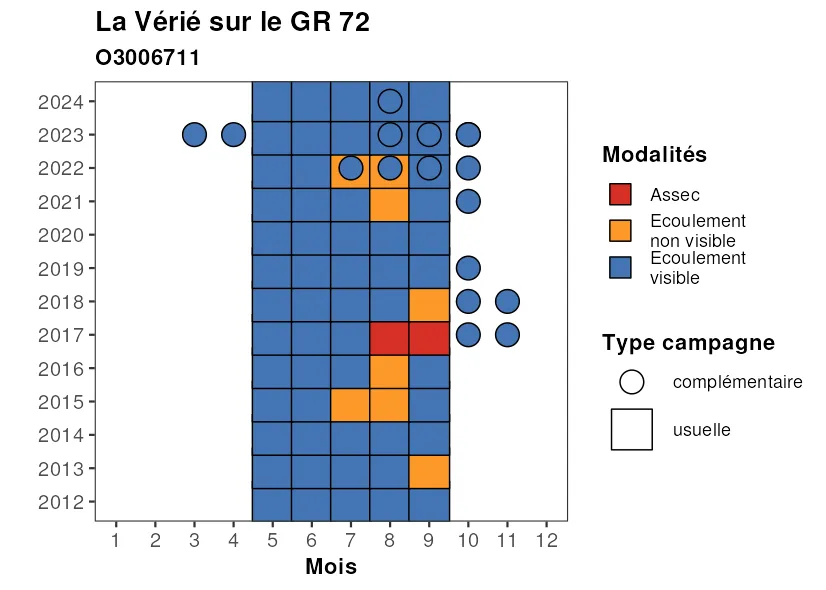 La Vérié sur le GR 72
O3006711
2024
2023
2022
2021
2020
2019
2018
2017
2016
2015
2014
2013
2012
1 2 3 4 5 6 7 8 9 10 11 12
Mois
Modalités
Assec
Ecoulement
non visible
Ecoulement
visible
Type campagne
complémentaire
usuelle